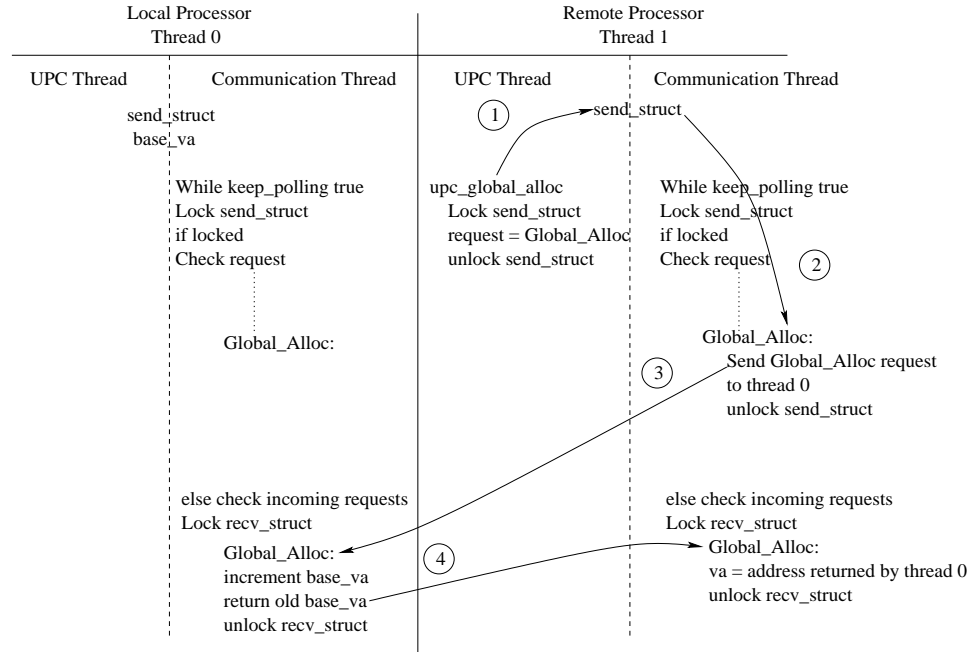 Local Processor
Thread 0
Remote Processor
Thread 1
UPC Thread
Communication Thread
UPC Thread
Communication Thread
send_struct
base_va
While keep_polling true
Lock send_struct
if locked
Check request
Global_Alloc:
else check incoming requests
Lock recv_struct
Global_Alloc:
increment base_va
return old base_va
unlock recv_struct
1
send_struct
upc_global_alloc
Lock send_struct
request = Global_Alloc
unlock send_struct
While keep_polling true
Lock send_struct
if locked
Check request
2
Global_Alloc:
Send Global_Alloc request
to thread 0
unlock send_struct
3
else check incoming requests
Lock recv_struct
4
Global_Alloc:
va = address returned by thread 0
unlock recv_struct